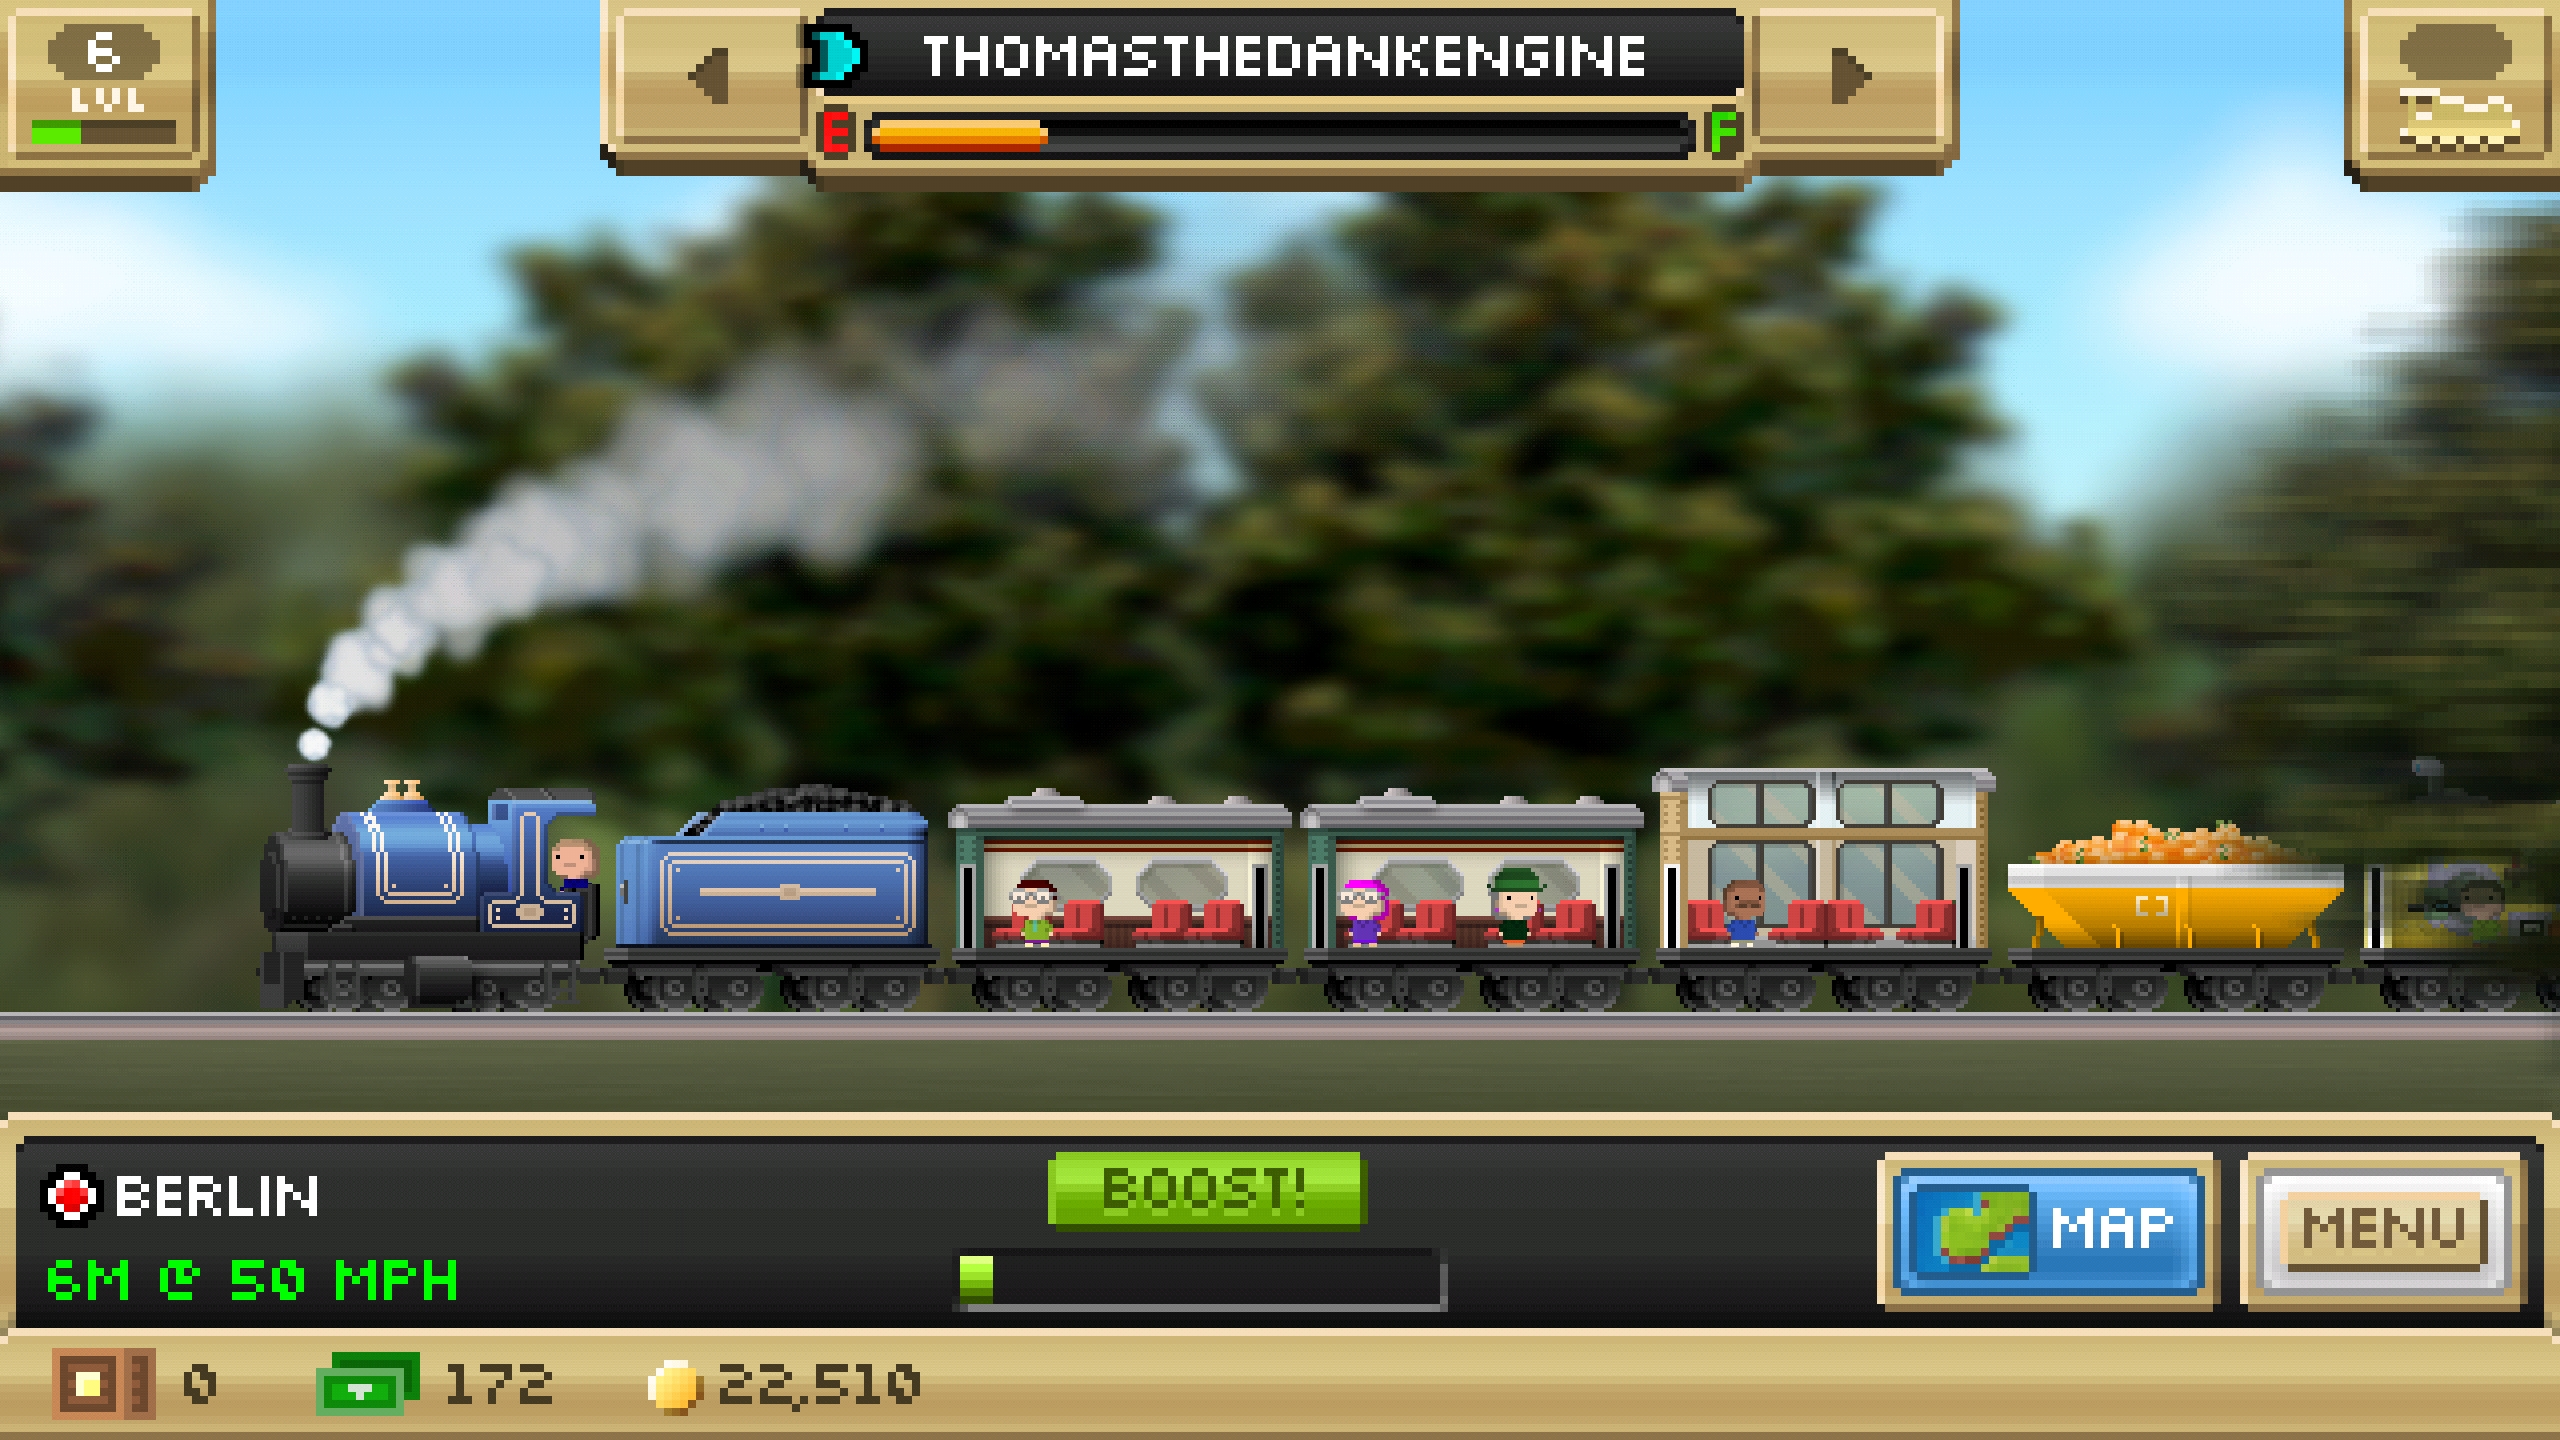 6
LVL
THOMASTHEDANKENGINE
E F
BERLIN
6M @ 50 MPH
BOOST!
MAP
MENU
0 172 22,510